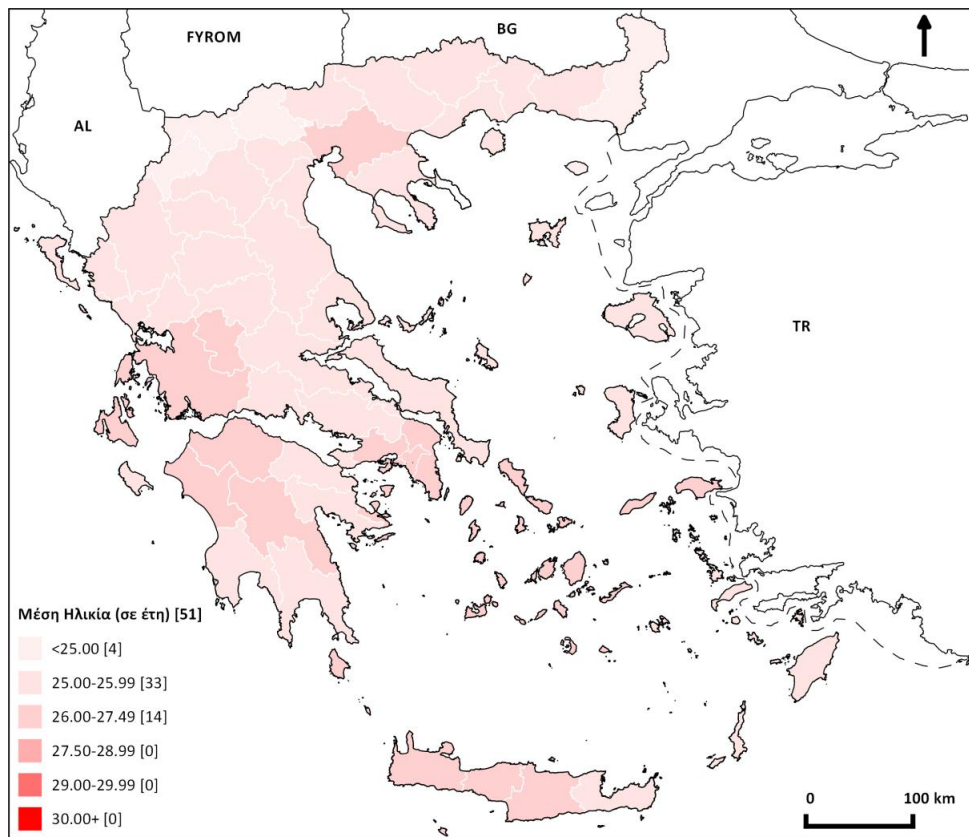 FYROM
BG
AL
TR
Μέση Ηλικία (σε έτη) [51]
<25.00 [4]
25.00-25.99 [33]
26.00-27.49 [14]
27.50-28.99 [0]
29.00-29.99 [0]
30.00+ [0]
0 100 km